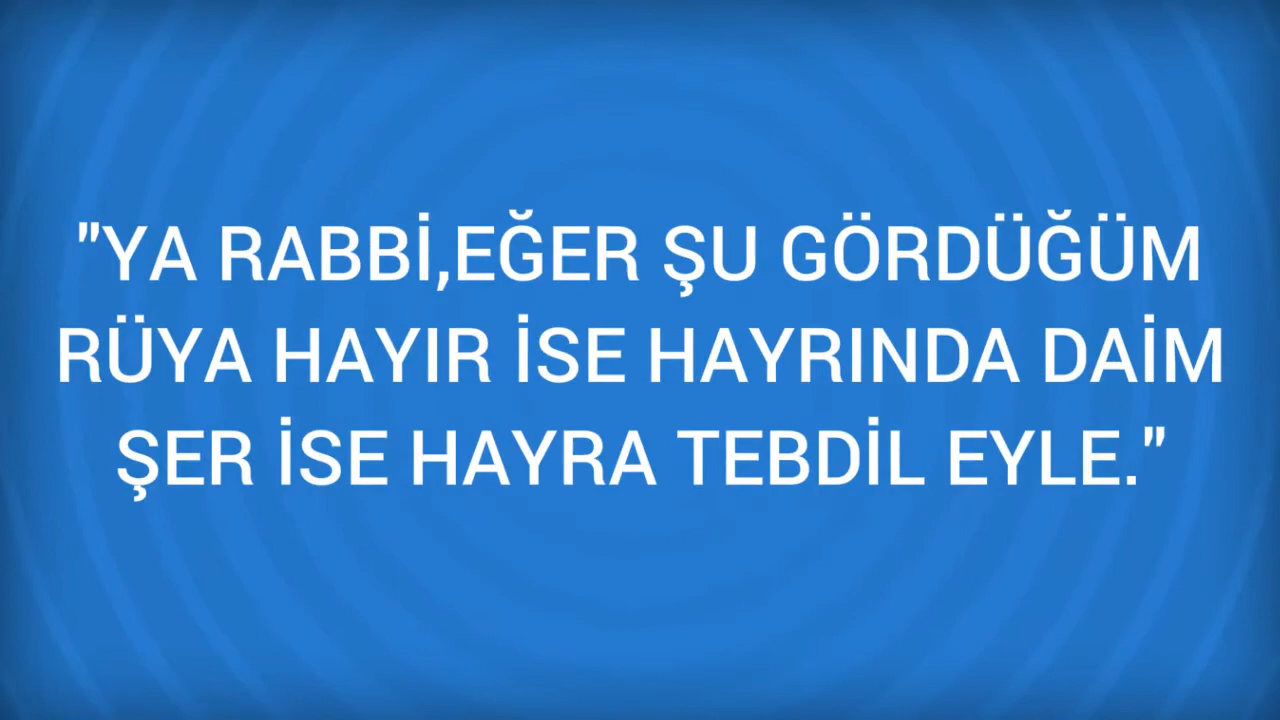 "YA RABBİ,EĞER ŞU GÖRDÜĞÜM
RÜYA HAYIR İSE HAYRINDA DAİM
ŞER İSE HAYRA TEBDİL EYLE."